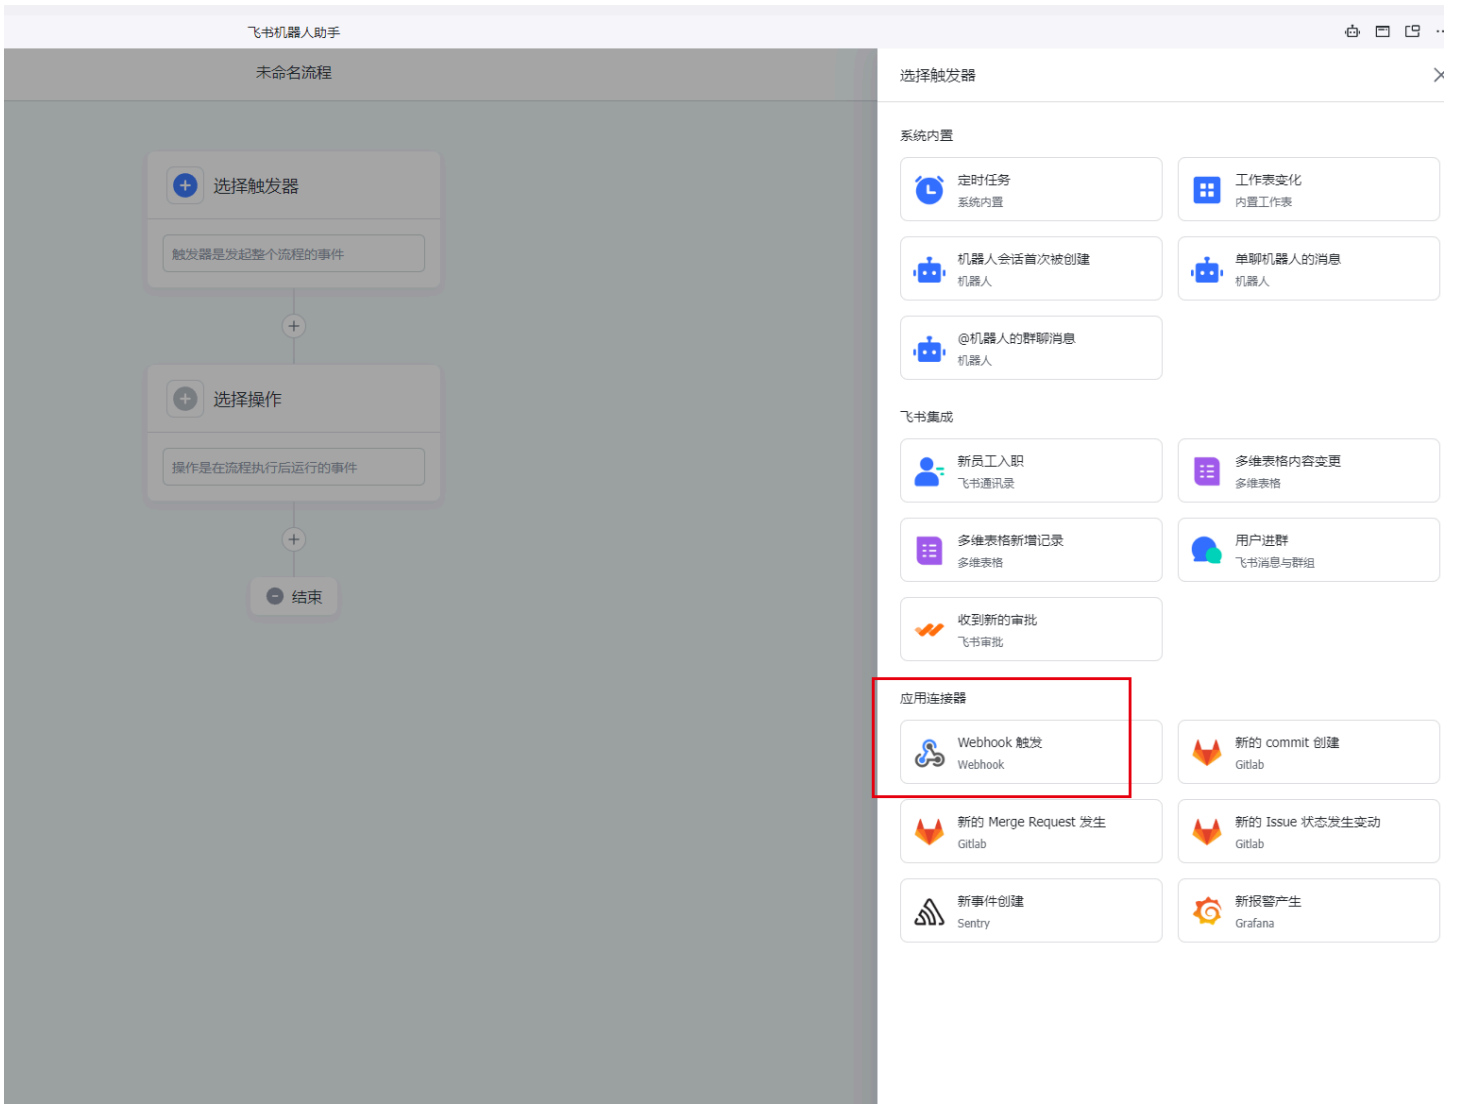 飞书机器人助手
未命名流程
选择触发器
触发器是发起整个流程的事件
选择操作
操作是在流程执行后运行的事件
结束
选择触发器
系统内置
定时任务
系统内置
工作表变化
内置工作表
机器人会话首次被创建
机器人
单聊机器人的消息
机器人
@机器人的群聊消息
机器人
飞书集成
新员工入职
飞书通讯录
多维表格内容变更
多维表格
多维表格新增记录
多维表格
用户进群
飞书消息与群组
收到新的审批
飞书审批
应用连接器
Webhook 触发
Webhook
新的 commit 创建
Gitlab
新的 Merge Request 发生
Gitlab
新的 Issue 状态发生变动
Gitlab
新事件创建
Sentry
新报警产生
Grafana